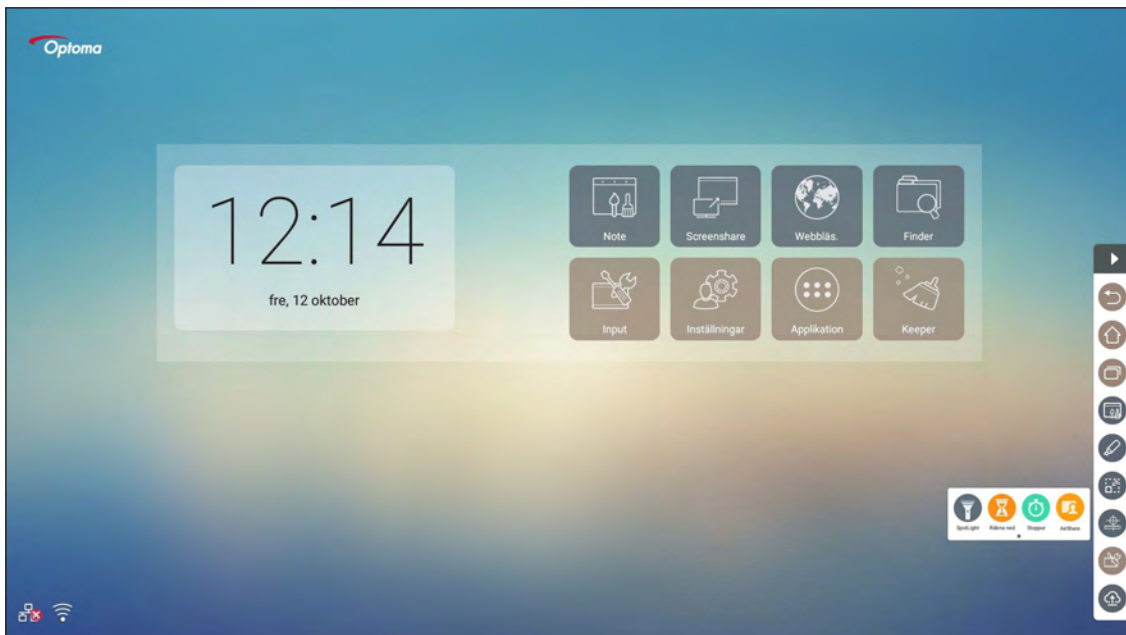 Optoma
12:14
fre, 12 oktober
Note
Screenshare
Webbläs.
Finder
Input
Inställningar
Applikation
Keeper
SpotLight
Räkna ned
Stoppur
AirShare